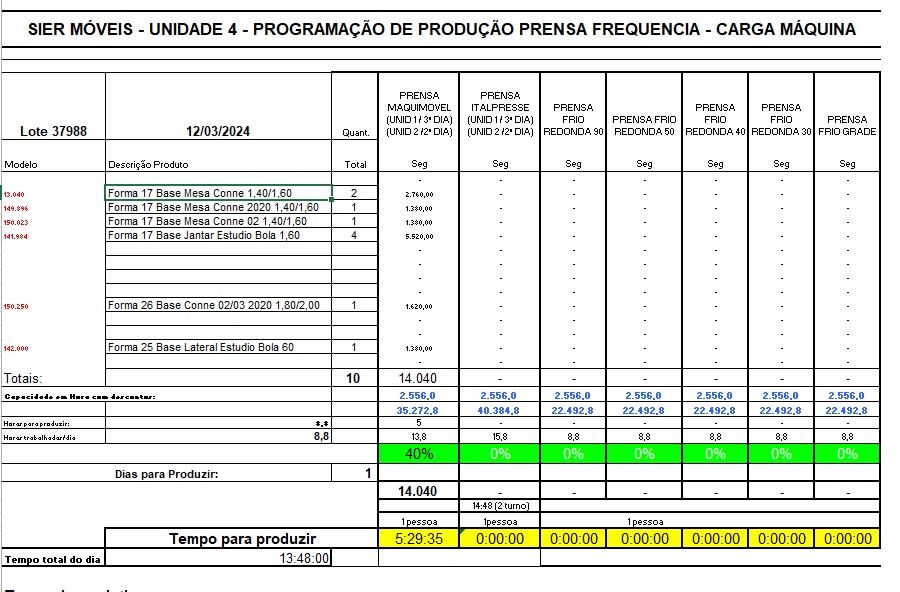 SIER MÓVEIS - UNIDADE 4 - PROGRAMAÇÃO DE PRODUÇÃO PRENSA FREQUENCIA - CARGA MÁQUINA
Lote 37988 12/03/2024 Quant. PRENSA MAQUIMOVEL (UNID 1 / 3ª DIA) (UNID 2 /2ª DIA) PRENSA ITALPRESSE (UNID 1 / 3ª DIA) (UNID 2 /2ª DIA) PRENSA FRIO REDONDA 90 PRENSA FRIO REDONDA 50 PRENSA FRIO REDONDA 40 PRENSA FRIO REDONDA 30 PRENSA FRIO GRADE
Modelo Descrição Produto Total Seg Seg Seg Seg Seg Seg Seg
- - - - - - -
13.040 Forma 17 Base Mesa Conne 1,40/1,60 2 2.760,00 - - - - - -
149.896 Forma 17 Base Mesa Conne 2020 1,40/1,60 1 1.380,00 - - - - - -
150.023 Forma 17 Base Mesa Conne 02 1,40/1,60 1 1.380,00 - - - - - -
141.984 Forma 17 Base Jantar Estudio Bola 1,60 4 5.520,00 - - - - - -
- - - - - - -
- - - - - - -
- - - - - - -
- - - - - - -
150.250 Forma 26 Base Conne 02/03 2020 1,80/2,00 1 1.620,00 - - - - - -
- - - - - - -
- - - - - - -
142.000 Forma 25 Base Lateral Estudio Bola 60 1 1.380,00 - - - - - -
- - - - - - -
Totais: 10 14.040 - - - - - -
Capacidade em Hora com descontar: 2.556,0 2.556,0 2.556,0 2.556,0 2.556,0 2.556,0 2.556,0
35.272,8 40.384,8 22.492,8 22.492,8 22.492,8 22.492,8 22.492,8
Horas para produzir: 8,8 5 - - - - - -
Horas trabalhadas/dia 8,8 13,8 15,8 8,8 8,8 8,8 8,8 8,8
40% 0% 0% 0% 0% 0% 0%
Dias para Produzir: 1
14.040 - - - - - -
14:48 (2 turno)
1 pessoa 1pessoa 1 pessoa
Tempo para produzir 5:29:35 0:00:00 0:00:00 0:00:00 0:00:00 0:00:00 0:00:00
Tempo total do dia 13:48:00